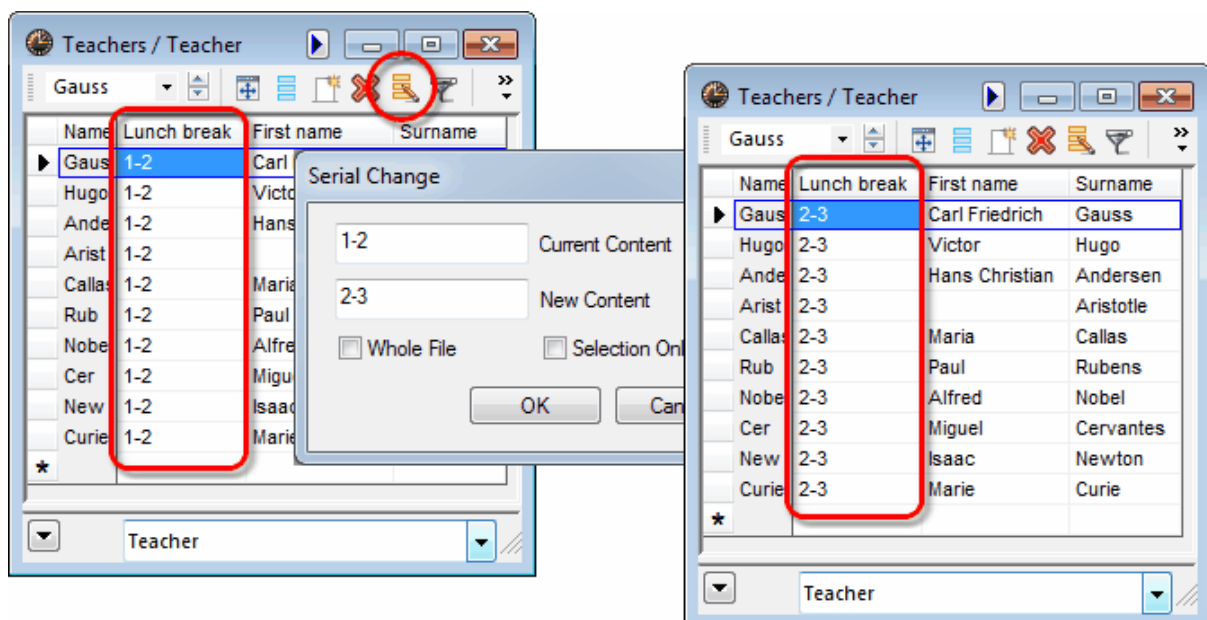 Teachers / Teacher
Gauss
Name Lunch break First name Surname
Gaus 1-2 Carl
Hugo 1-2 Victo
Ande 1-2 Hans
Arist 1-2
Callas 1-2 Maria
Rub 1-2 Paul
Nobe 1-2 Alfre
Cer 1-2 Migu
New 1-2 Isaac
Curie 1-2 Marie
*
Teacher
Serial Change
1-2 Current Content
2-3 New Content
Whole File Selection Onl
OK Can
Teachers / Teacher
Gauss
Name Lunch break First name Surname
Gaus 2-3 Carl Friedrich Gauss
Hugo 2-3 Victor Hugo
Ande 2-3 Hans Christian Andersen
Arist 2-3 Aristotle
Callas 2-3 Maria Callas
Rub 2-3 Paul Rubens
Nobe 2-3 Alfred Nobel
Cer 2-3 Miguel Cervantes
New 2-3 Isaac Newton
Curie 2-3 Marie Curie
*
Teacher